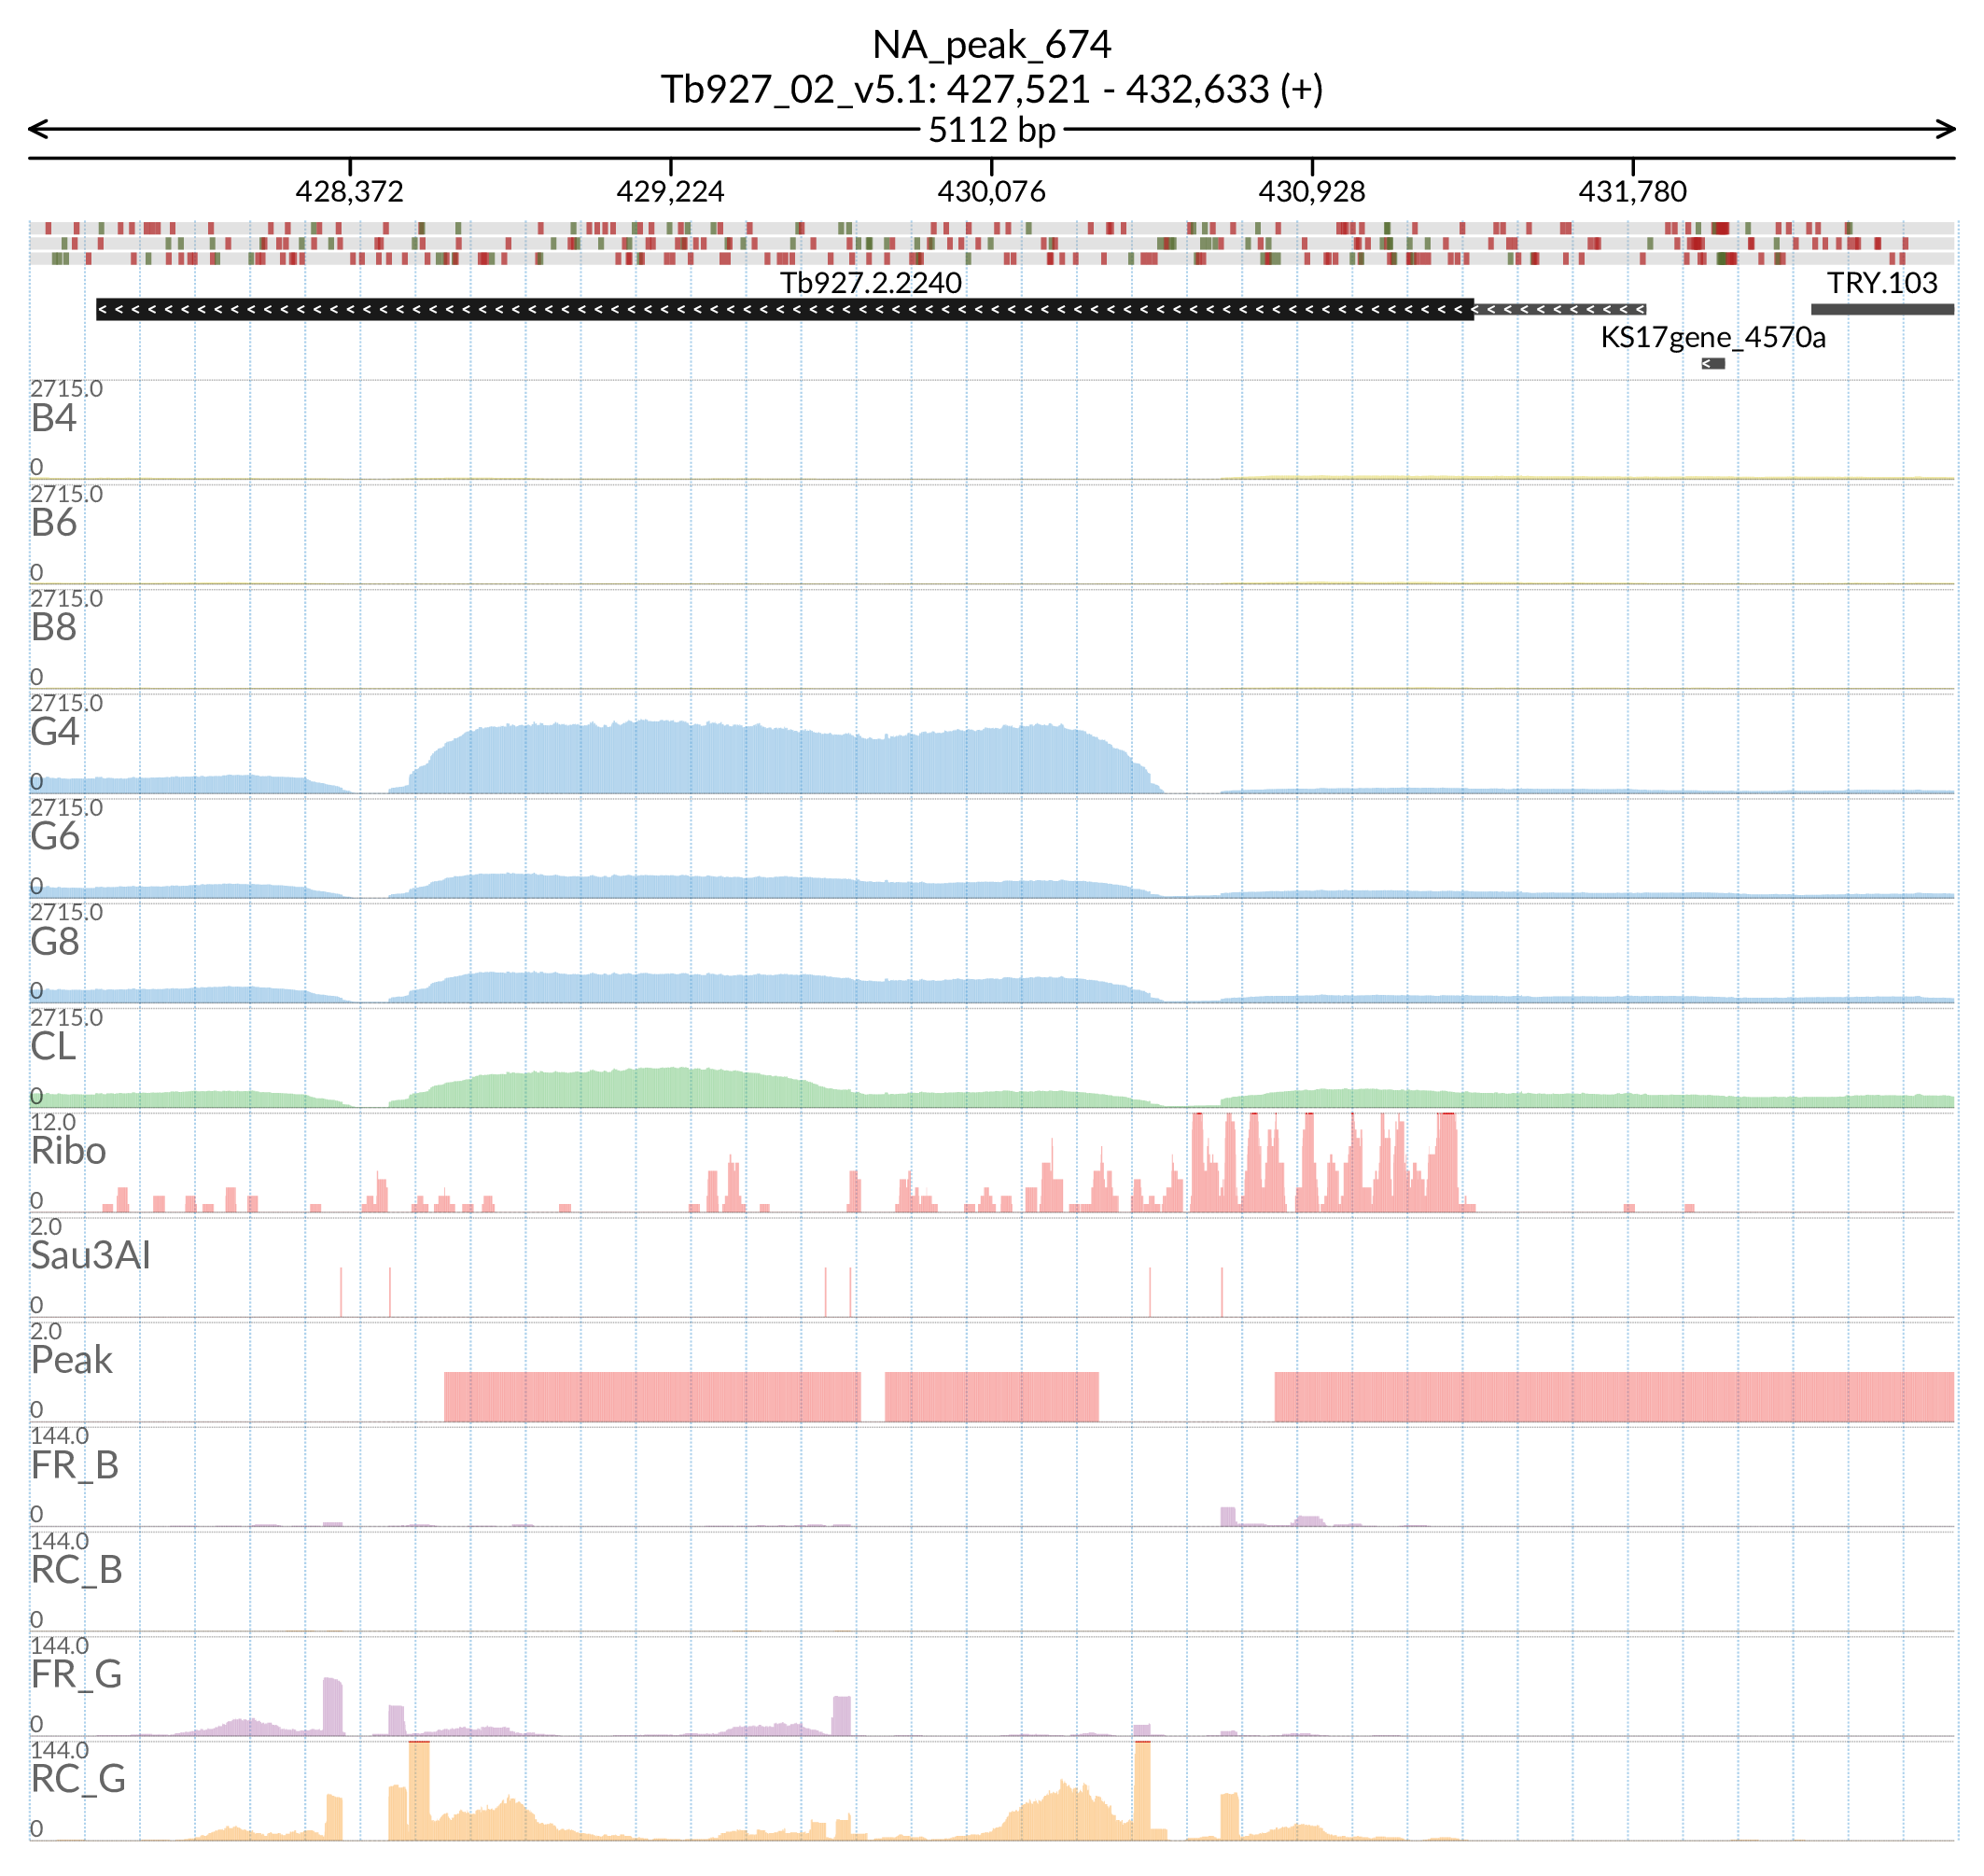 NA_peak_674
Tb927_02_v5.1: 427,521 - 432,633 (+)
5112 bp
428,372 429,224 430,076 430,928 431,780
Tb927.2.2240 TRY.103
KS17gene_4570a
2715.0
B4
0
2715.0
B6
0
2715.0
B8
0
2715.0
G4
0
2715.0
G6
0
2715.0
G8
0
2715.0
CL
0
12.0
Ribo
0
2.0
Sau3AI
0
2.0
Peak
0
144.0
FR_B
0
144.0
RC_B
0
144.0
FR_G
0
144.0
RC_G
0